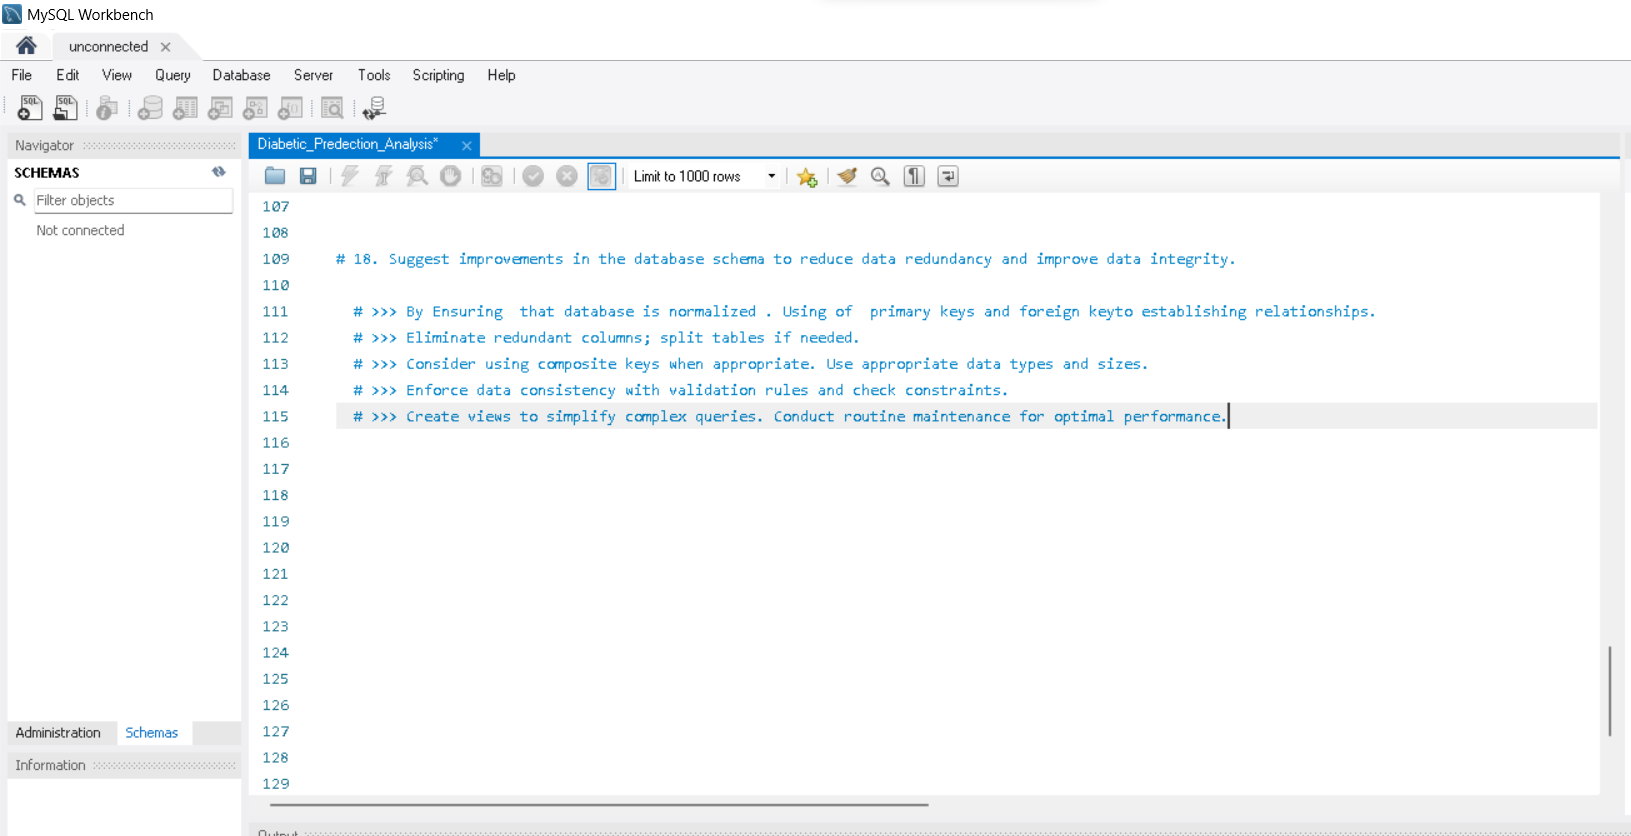 MySQL Workbench
unconnected
File Edit View Query Database Server Tools Scripting Help
Navigator
Diabetic_Predection_Analysis*
SCHEMAS
Limit to 1000 rows
Filter objects
Not connected
107
108
109 # 18. Suggest improvements in the database schema to reduce data redundancy and improve data integrity.
110
111 # >>> By Ensuring  that database is normalized . Using of  primary keys and foreign keyto establishing relationships.
112 # >>> Eliminate redundant columns; split tables if needed.
113 # >>> Consider using composite keys when appropriate. Use appropriate data types and sizes.
114 # >>> Enforce data consistency with validation rules and check constraints.
115 # >>> Create views to simplify complex queries. Conduct routine maintenance for optimal performance.
116
117
118
119
120
121
122
123
124
125
126
127
128
129
Administration Schemas
Information
Output